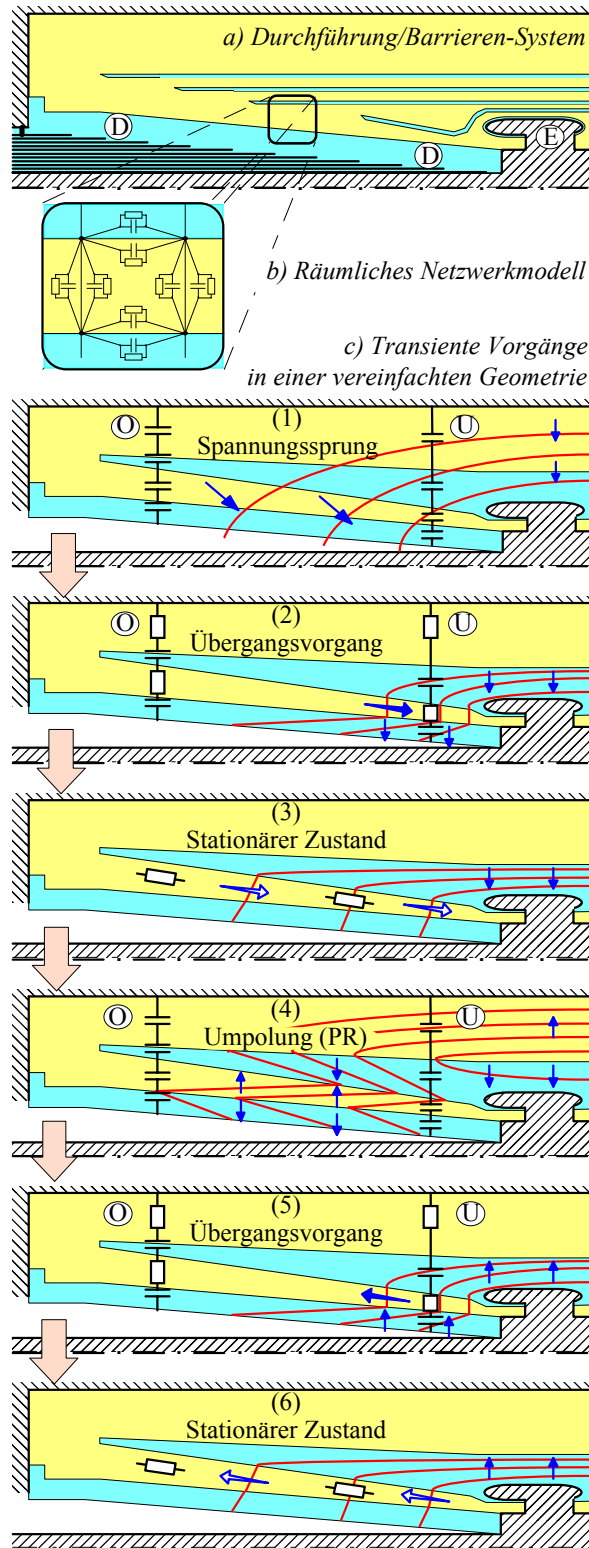 a) Durchführung/Barrieren-System
D
D
E
b) Räumliches Netzwerkmodell
c) Transiente Vorgänge
in einer vereinfachten Geometrie
O
(1)
U
Spannungssprung
O
(2)
U
Übergangsvorgang
(3)
Stationärer Zustand
O
(4)
U
Umpolung (PR)
O
(5)
U
Übergangsvorgang
(6)
Stationärer Zustand